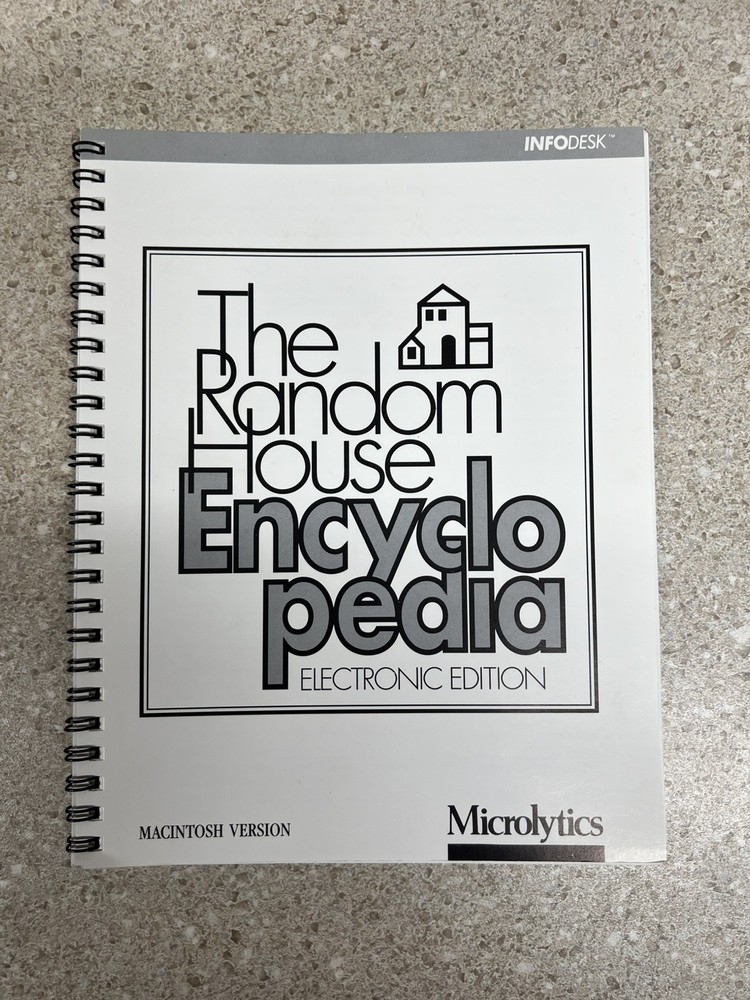 INFODESK™
The
Random
House
Encyclo
pedia
ELECTRONIC EDITION
MACINTOSH VERSION
Microlytics